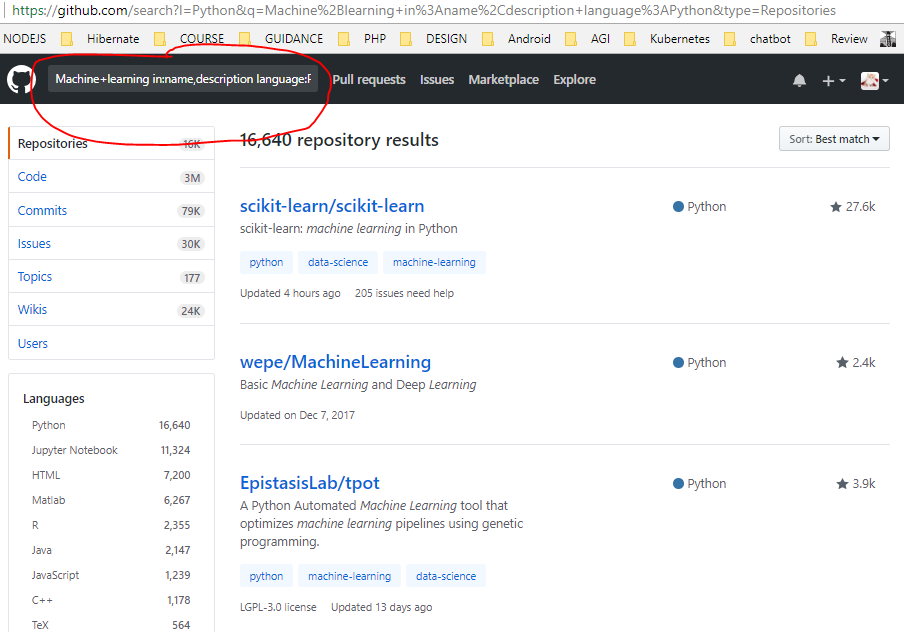 https://github.com/search?l=Python&q=Machine%2Blearning+in%3Aname%2Cdescription+language%3APython&type=Repositories
NODEJS Hibernate COURSE GUIDANCE PHP DESIGN Android AGI Kubernetes chatbot Review
Machine+learning in:name,description language:P Pull requests Issues Marketplace Explore
Repositories 16K
16,640 repository results
Sort: Best match
Code 3M
Commits 79K
Issues 30K
Topics 177
Wikis 24K
Users
Languages
Python 16,640
Jupyter Notebook 11,324
HTML 7,200
Matlab 6,267
R 2,355
Java 2,147
JavaScript 1,239
C++ 1,178
TeX 564
scikit-learn/scikit-learn Python 27.6k
scikit-learn: machine learning in Python
python data-science machine-learning
Updated 4 hours ago 205 issues need help
wepe/MachineLearning Python 2.4k
Basic Machine Learning and Deep Learning
Updated on Dec 7, 2017
EpistasisLab/tpot Python 3.9k
A Python Automated Machine Learning tool that
optimizes machine learning pipelines using genetic
programming.
python machine-learning data-science
LGPL-3.0 license Updated 13 days ago